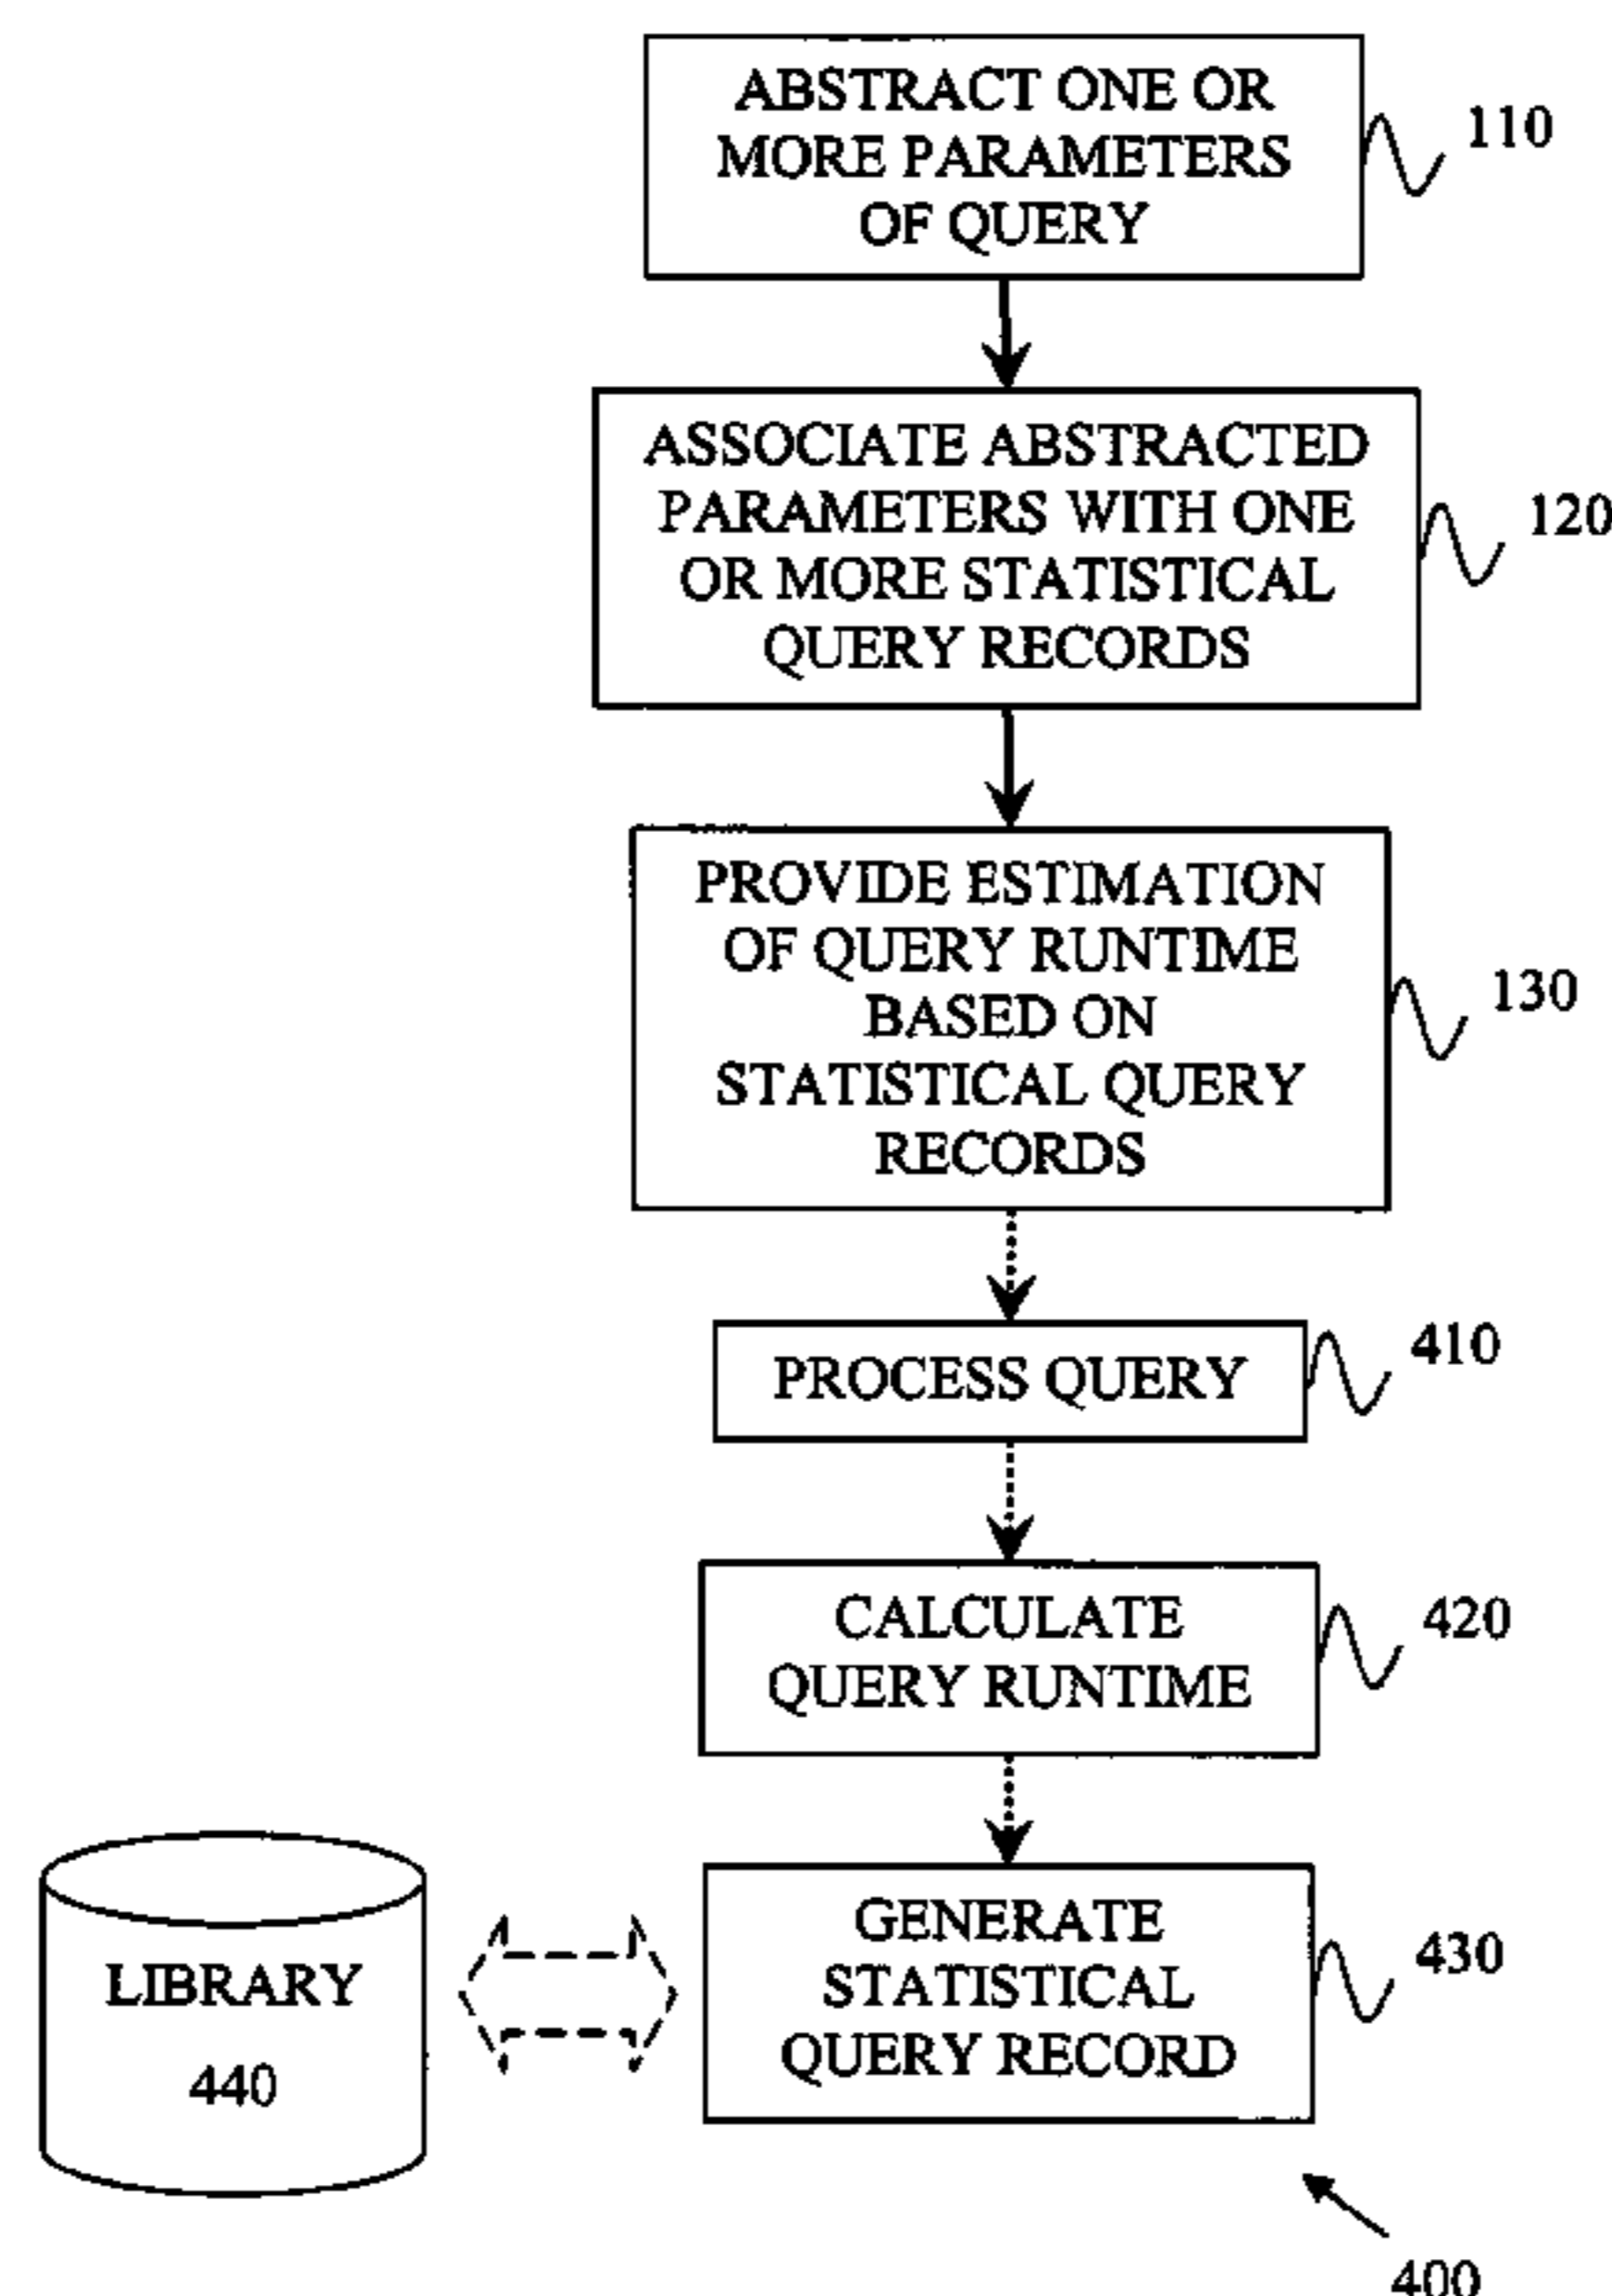 ABSTRACT ONE OR
MORE PARAMETERS
OF QUERY
110
ASSOCIATE ABSTRACTED
PARAMETERS WITH ONE
OR MORE STATISTICAL
QUERY RECORDS
120
PROVIDE ESTIMATION
OF QUERY RUNTIME
BASED ON
STATISTICAL QUERY
RECORDS
130
PROCESS QUERY
410
CALCULATE
QUERY RUNTIME
420
GENERATE
STATISTICAL
QUERY RECORD
430
LIBRARY
440
400